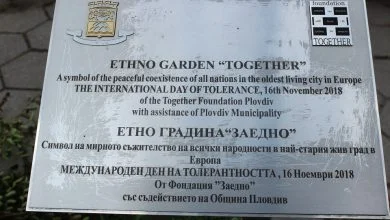 foundation
TOGETHER
ETHNO GARDEN “TOGETHER”
A symbol of the peaceful coexistence of all nations in the oldest living city in Europe
THE INTERNATIONAL DAY OF TOLERANCE, 16th November 2018
of the Together Foundation Plovdiv
with assistance of Plovdiv Municipality
ЕТНО ГРАДИНА“ЗАЕДНО”
Символ на мирното съжителство на всички народности в най-стария жив град в
Европа
МЕЖДУНАРОДЕН ДЕН НА ТОЛЕРАНТНОСТТА , 16 Ноември 2018
От Фондация ”Заедно”
със съдействието на Община Пловдив